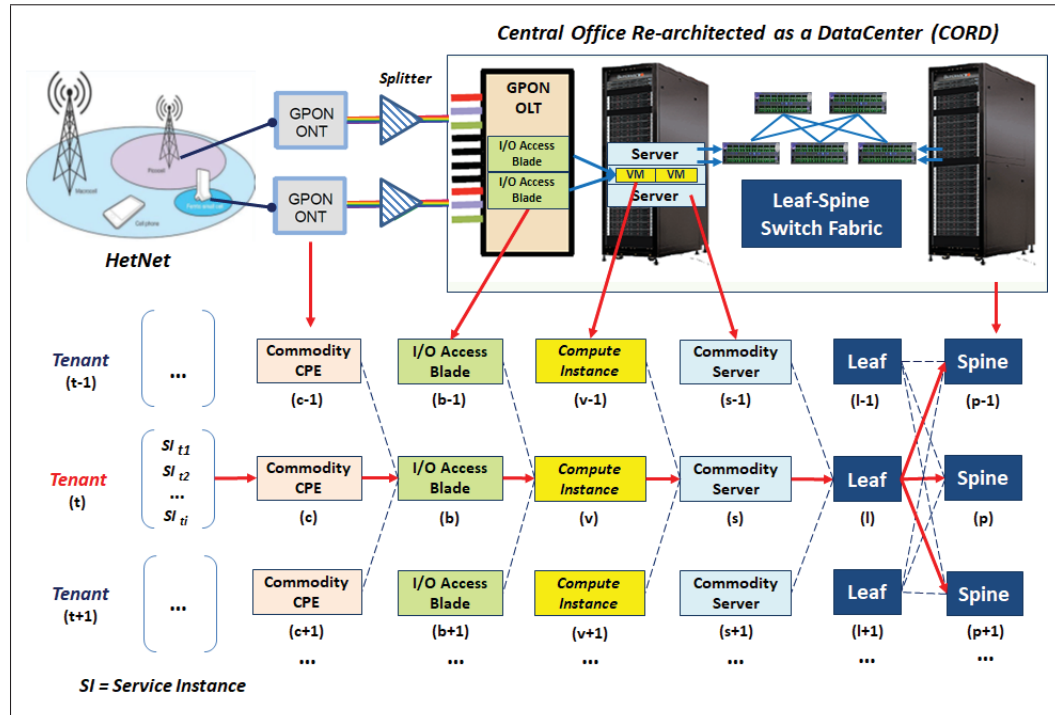 Central Office Re-architected as a DataCenter (CORD)
Splitter
GPON
ONT
GPON
OLT
I/O Access
Blade
I/O Access
Blade
Server
VM VM
Server
Leaf-Spine
Switch Fabric
Macrocell
Picocell
Cell phone
GPON
ONT
HetNet
Tenant
(t-1)
...
Commodity
CPE
(c-1)
I/O Access
Blade
(b-1)
Compute
Instance
(v-1)
Commodity
Server
(s-1)
Leaf
(l-1)
Spine
(p-1)
Tenant
(t)
SI t1
SI t2
...
SI ti
Commodity
CPE
(c)
I/O Access
Blade
(b)
Compute
Instance
(v)
Commodity
Server
(s)
Leaf
(l)
Spine
(p)
Tenant
(t+1)
...
Commodity
CPE
(c+1)
...
I/O Access
Blade
(b+1)
...
Compute
Instance
(v+1)
...
Commodity
Server
(s+1)
...
Leaf
(l+1)
...
Spine
(p+1)
...
SI = Service Instance